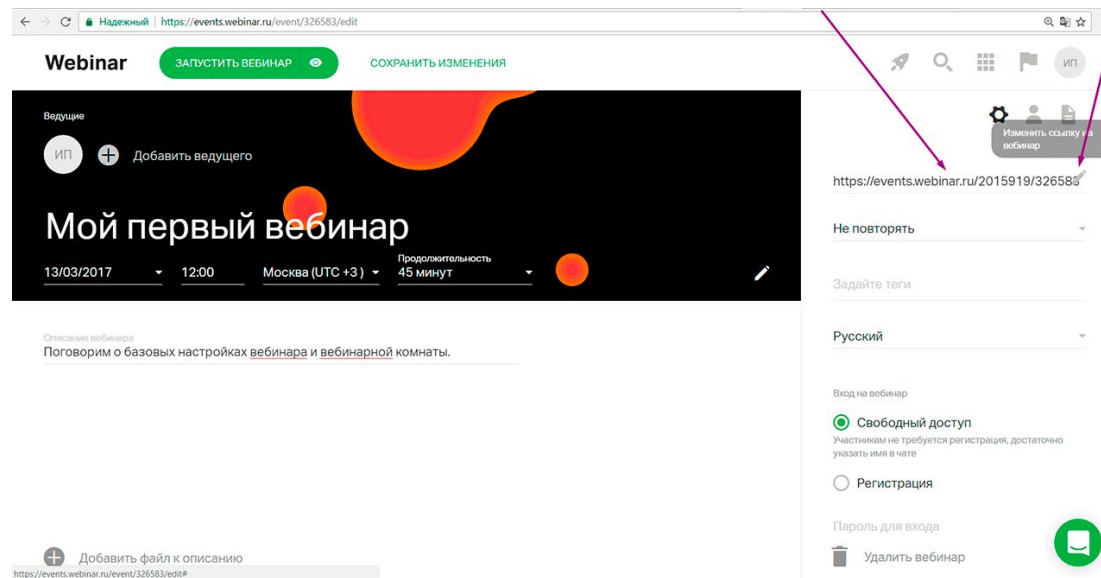 Надежный | https://events.webinar.ru/event/326583/edit
Webinar
ЗАПУСТИТЬ ВЕБИНАР
СОХРАНИТЬ ИЗМЕНЕНИЯ
ИП
Ведущие
ИП
Добавить ведущего
Мой первый вебинар
Продолжительность
13/03/2017 12:00 Москва (UTC +3 ) 45 минут
Описание вебинара
Поговорим о базовых настройках вебинара и вебинарной комнаты.
Добавить файл к описанию
https://events.webinar.ru/event/326583/edit#
Изменить ссылку на
вебинар
https://events.webinar.ru/2015919/326583
Не повторять
Задайте теги
Русский
Вход на вебинар
Свободный доступ
Участникам не требуется регистрация, достаточно
указать имя в чате
Регистрация
Пароль для входа
Удалить вебинар